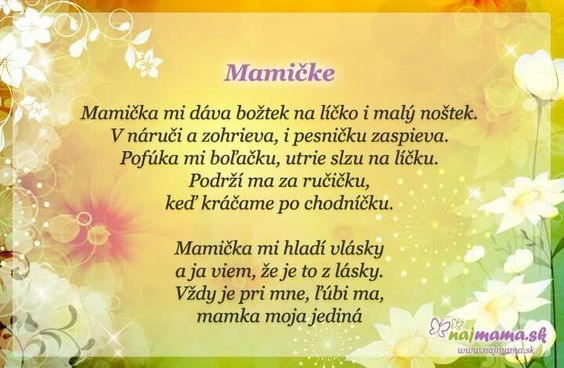 Mamičke
Mamička mi dáva božtek na líčko i malý noštek.
V náruči a zohrieva, i pesničku zaspieva.
Pofúka mi boľačku, utrie slzu na líčku.
Podrží ma za ručičku,
keď kráčame po chodníčku.
Mamička mi hladí vlásky
a ja viem, že je to z lásky.
Vždy je pri mne, ľúbi ma,
mamka moja jediná
najmama.sk
www.najmama.sk